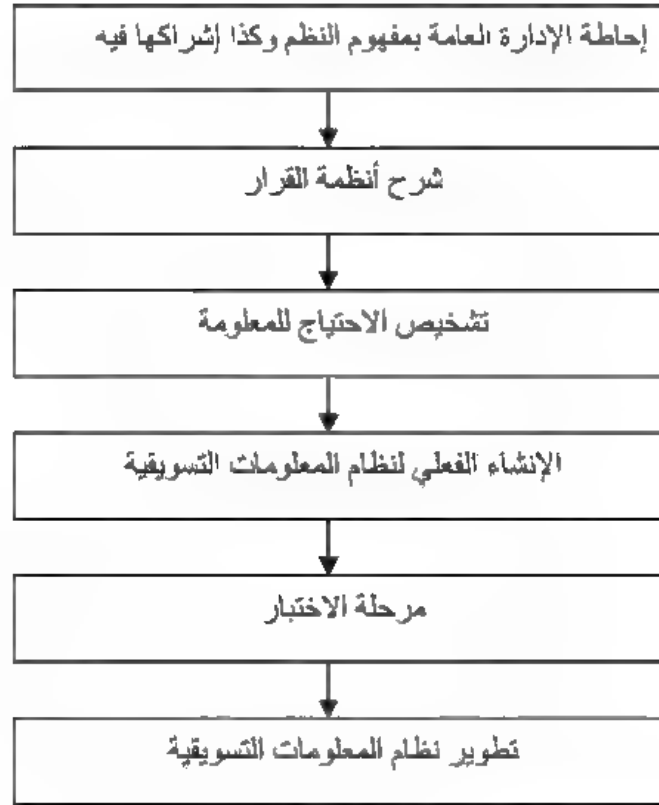 إحاطة الإدارة العامة بمفهوم النظم وكذا إشراكها فيه
شرح أنظمة القرار
تشخيص الاحتياج للمعلومة
الإنشاء الفعلي لنظام المعلومات التسويقية
مرحلة الاختبار
تطوير نظام المعلومات التسويقية